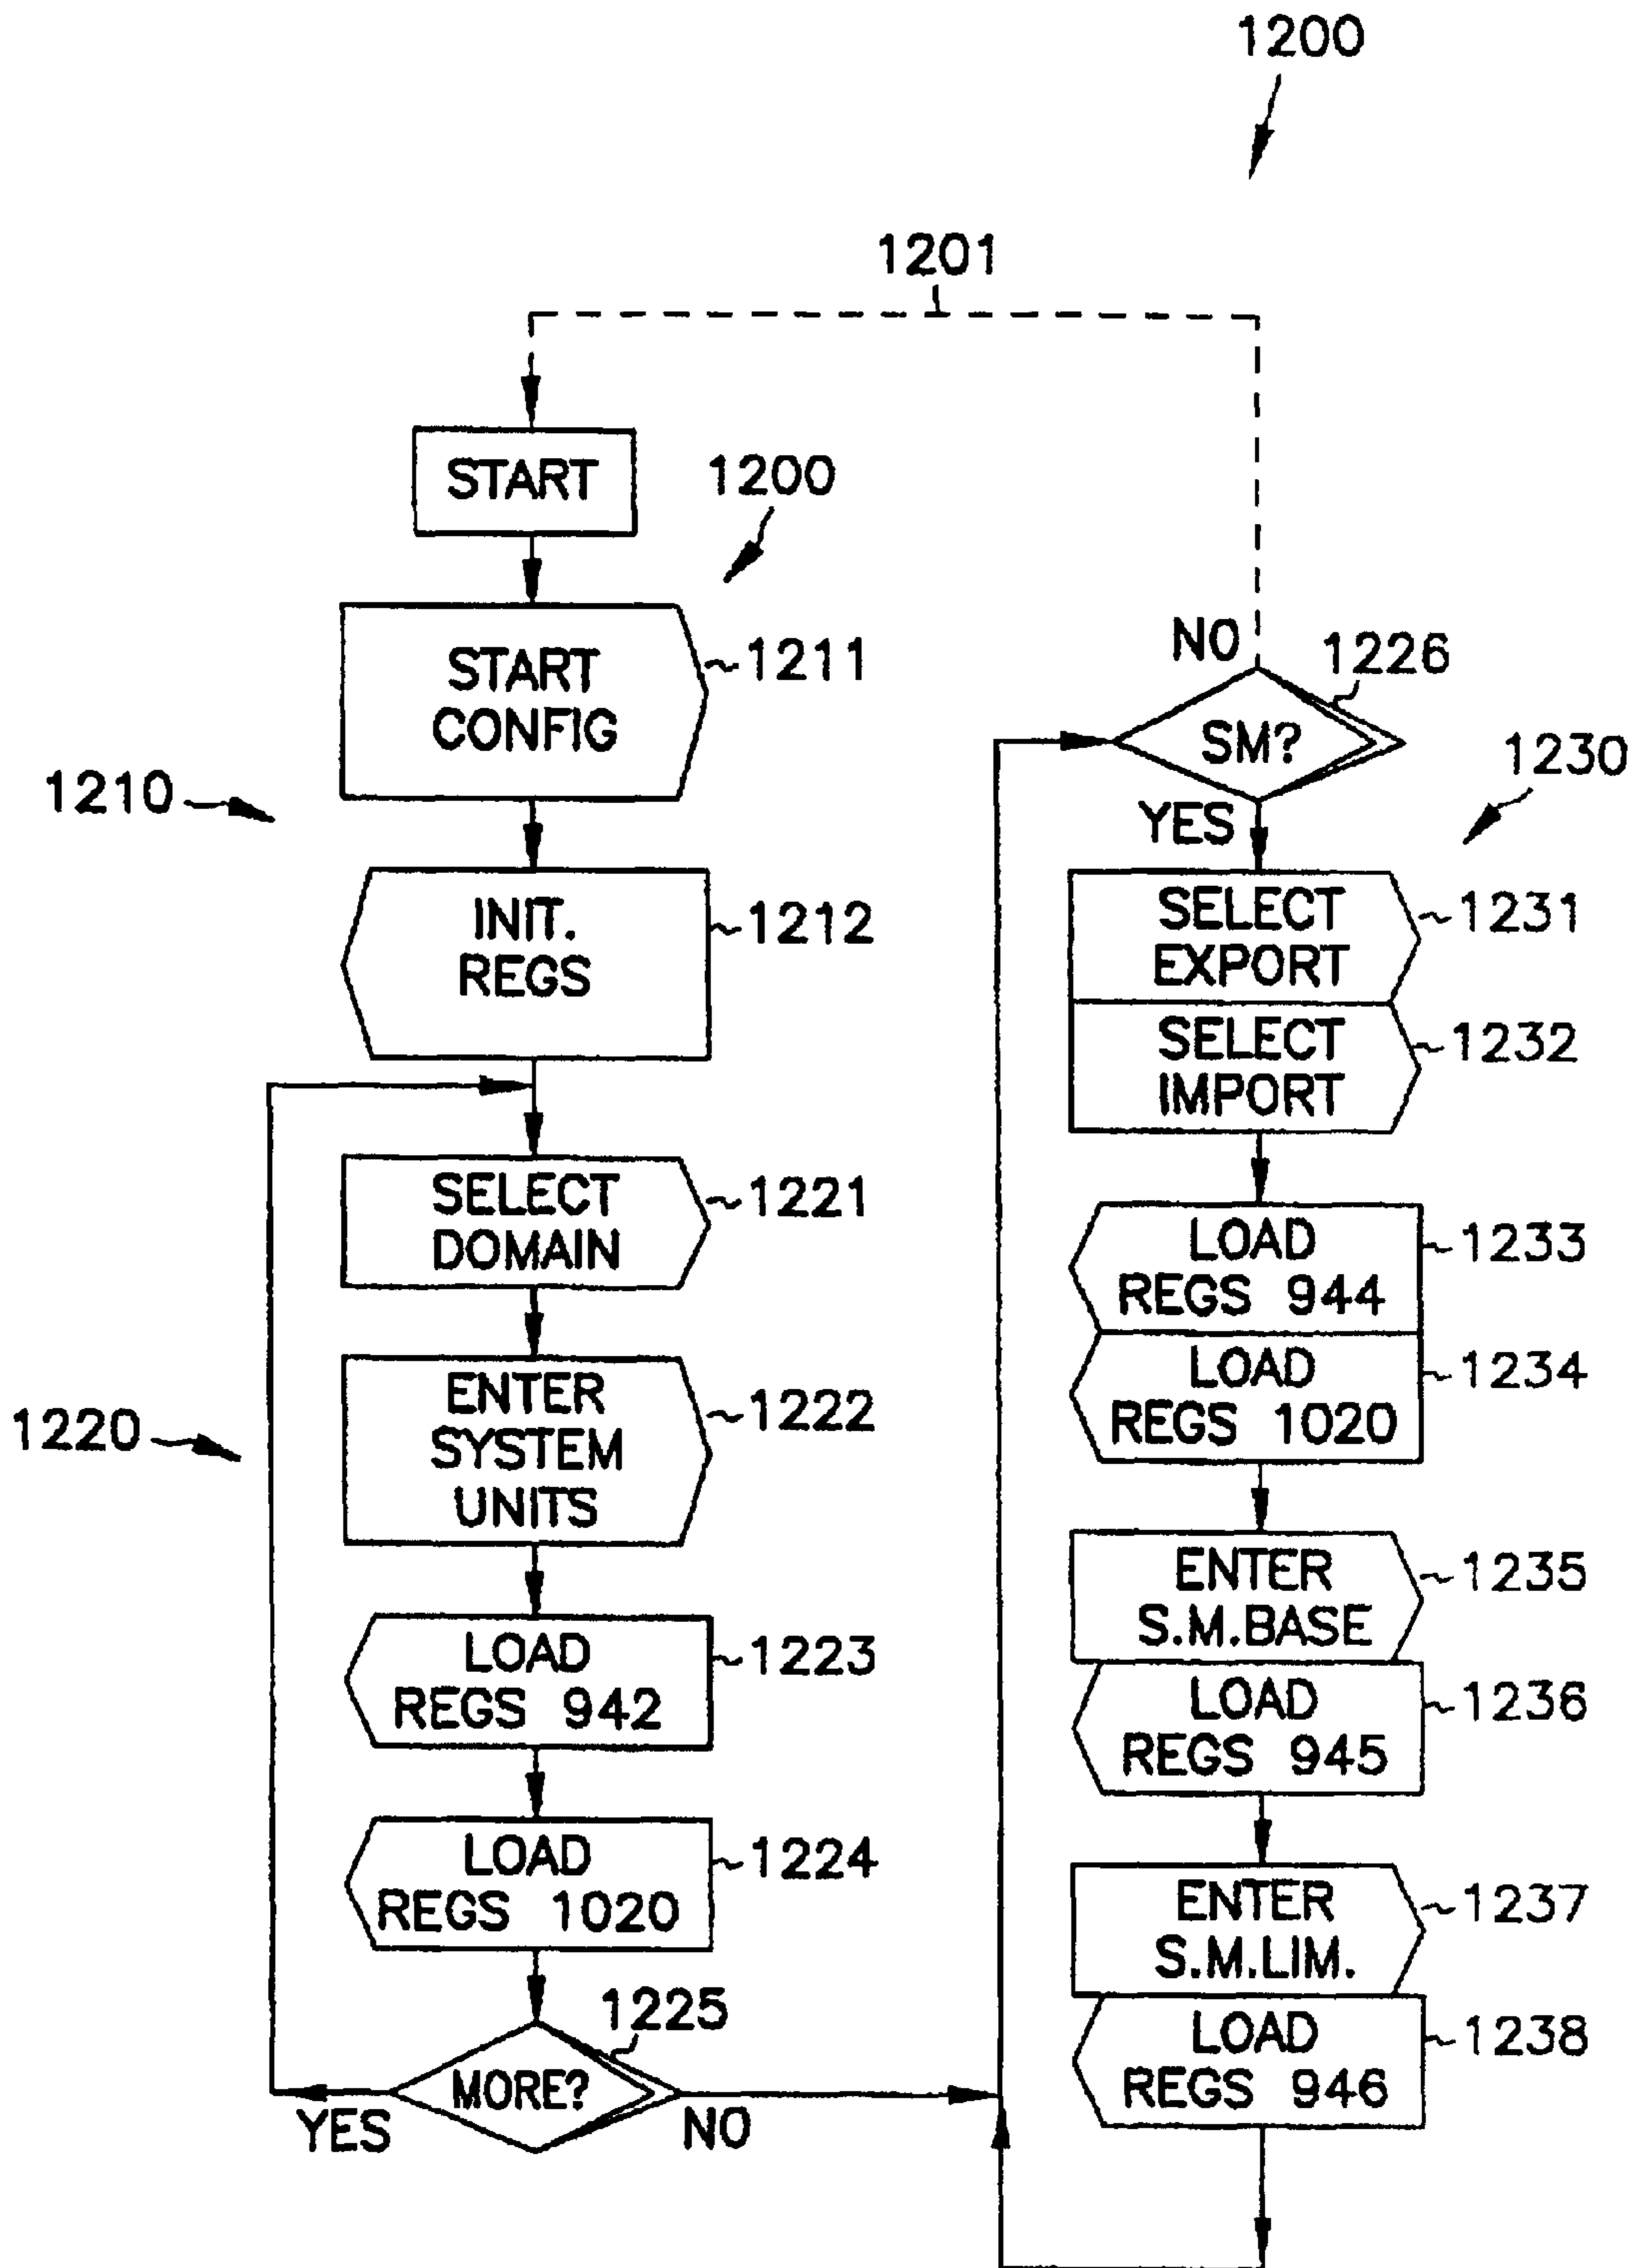 1200
1201
START
1200
START
CONFIG
1211
1210
INIT.
REGS
1212
SELECT
DOMAIN
1221
ENTER
SYSTEM
UNITS
1222
1220
LOAD
REGS 942
1223
LOAD
REGS 1020
1224
1225
MORE?
YES
NO
NO
1226
SM?
YES
1230
SELECT
EXPORT
1231
SELECT
IMPORT
1232
LOAD
REGS 944
1233
LOAD
REGS 1020
1234
ENTER
S.M.BASE
1235
LOAD
REGS 945
1236
ENTER
S.M.LIM.
1237
LOAD
REGS 946
1238